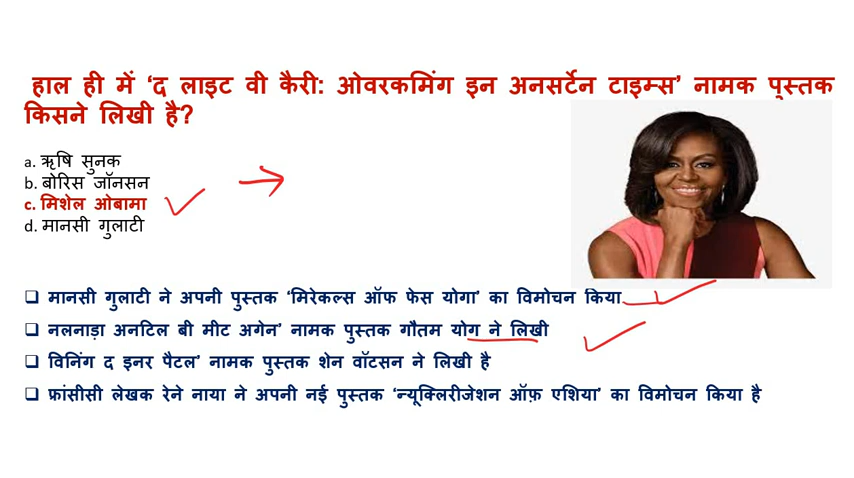 हाल ही में ‘द लाइट वी कैरी: ओवरकमिंग इन अनसर्टेन टाइम्स’ नामक पुस्तक
किसने लिखी है?
a. ऋषि सुनक
b. बोरिस जॉनसन
c. मिशेल ओबामा
d. मानसी गुलाटी
मानसी गुलाटी ने अपनी पुस्तक ‘मिरेकल्स ऑफ फेस योगा’ का विमोचन किया
नलनाड़ा अनटिल बी मीट अगेन’ नामक पुस्तक गौतम योग ने लिखी
विनिंग द इनर पैटल’ नामक पुस्तक शेन वॉटसन ने लिखी है
फ्रांसीसी लेखक रेने नाया ने अपनी नई पुस्तक ‘न्यूक्लिरीजेशन ऑफ़ एशिया’ का विमोचन किया है